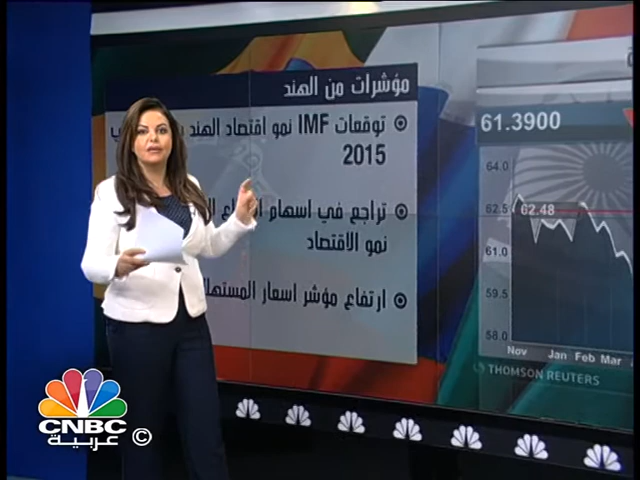 مؤشرات من الهند
توقعات IMF نمو اقتصاد الهند
2015
تراجع في اسهام
نمو الاقتصاد
ارتفاع مؤشر اسعار
61.3900
64.0
62.5
62.48
61.0
59.5
58.0
Nov Jan Feb Mar
THOMSON REUTERS
CNBC
عربية ©